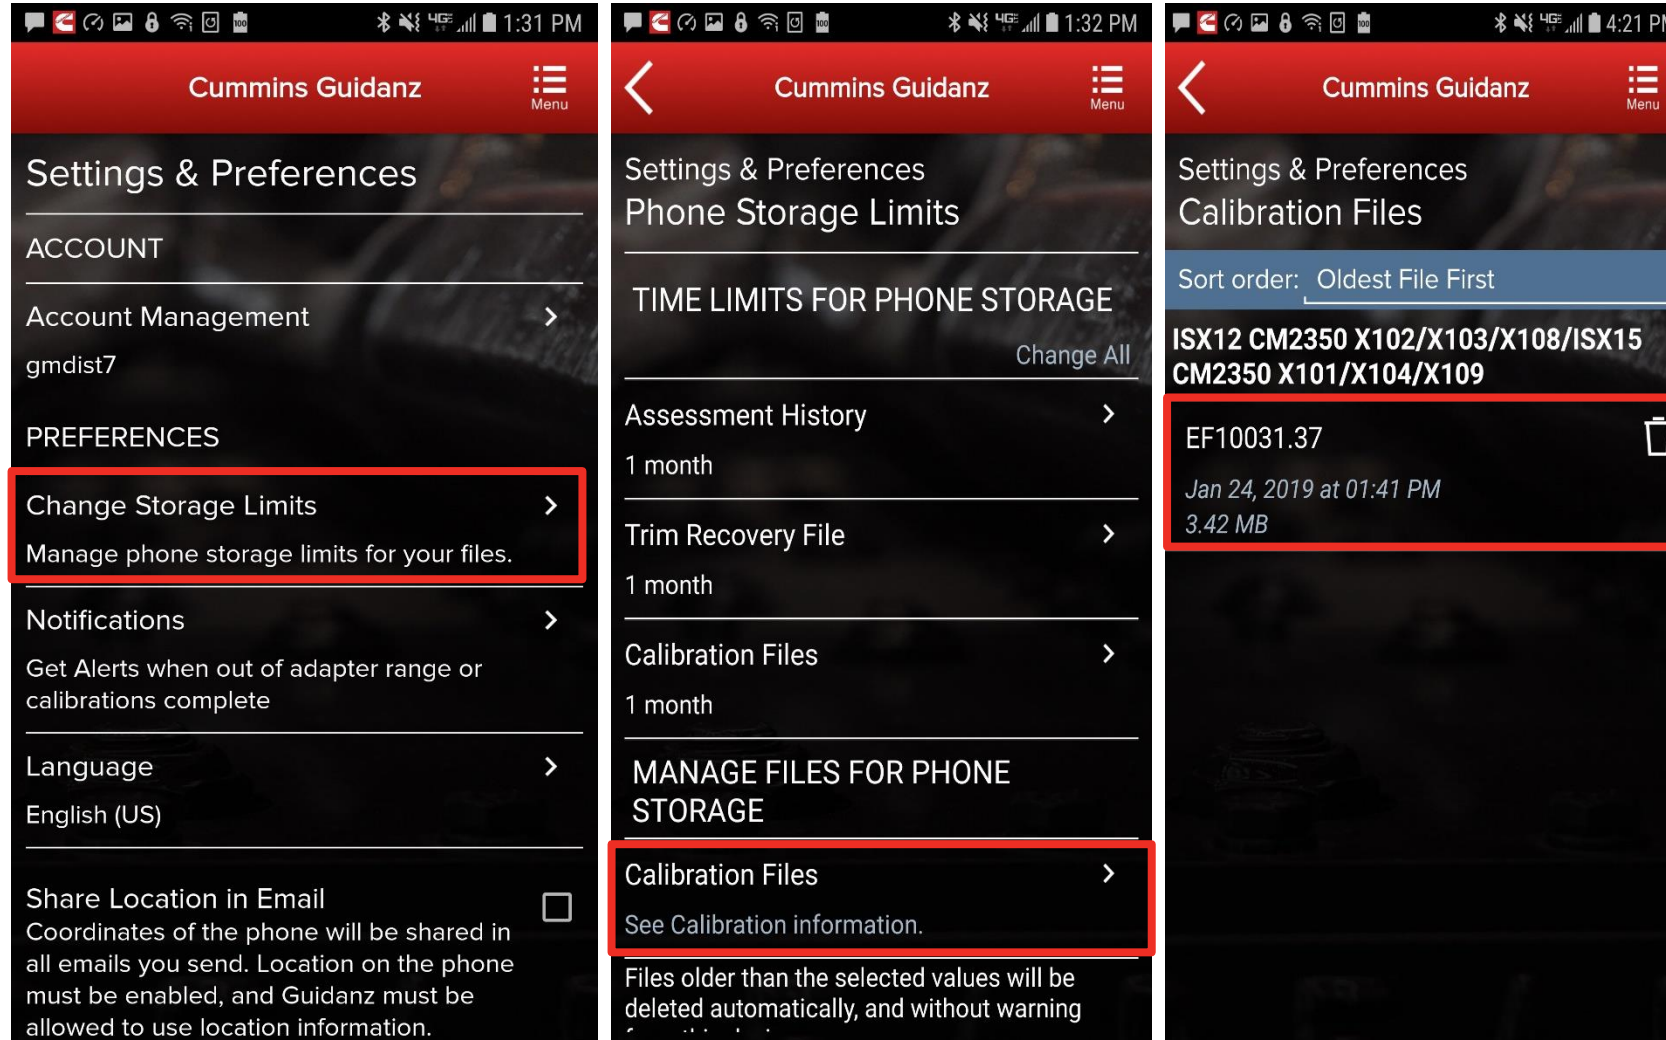 1:31 PM
Cummins Guidanz
Menu
Settings & Preferences
ACCOUNT
Account Management
gmdist7
PREFERENCES
Change Storage Limits
Manage phone storage limits for your files.
Notifications
Get Alerts when out of adapter range or
calibrations complete
Language
English (US)
Share Location in Email
Coordinates of the phone will be shared in
all emails you send. Location on the phone
must be enabled, and Guidanz must be
allowed to use location information.
1:32 PM
Cummins Guidanz
Menu
Settings & Preferences
Phone Storage Limits
TIME LIMITS FOR PHONE STORAGE
Change All
Assessment History
1 month
Trim Recovery File
1 month
Calibration Files
1 month
MANAGE FILES FOR PHONE
STORAGE
Calibration Files
See Calibration information.
Files older than the selected values will be
deleted automatically, and without warning
4:21 PM
Cummins Guidanz
Menu
Settings & Preferences
Calibration Files
Sort order: Oldest File First
ISX12 CM2350 X102/X103/X108/ISX15
CM2350 X101/X104/X109
EF10031.37
Jan 24, 2019 at 01:41 PM
3.42 MB